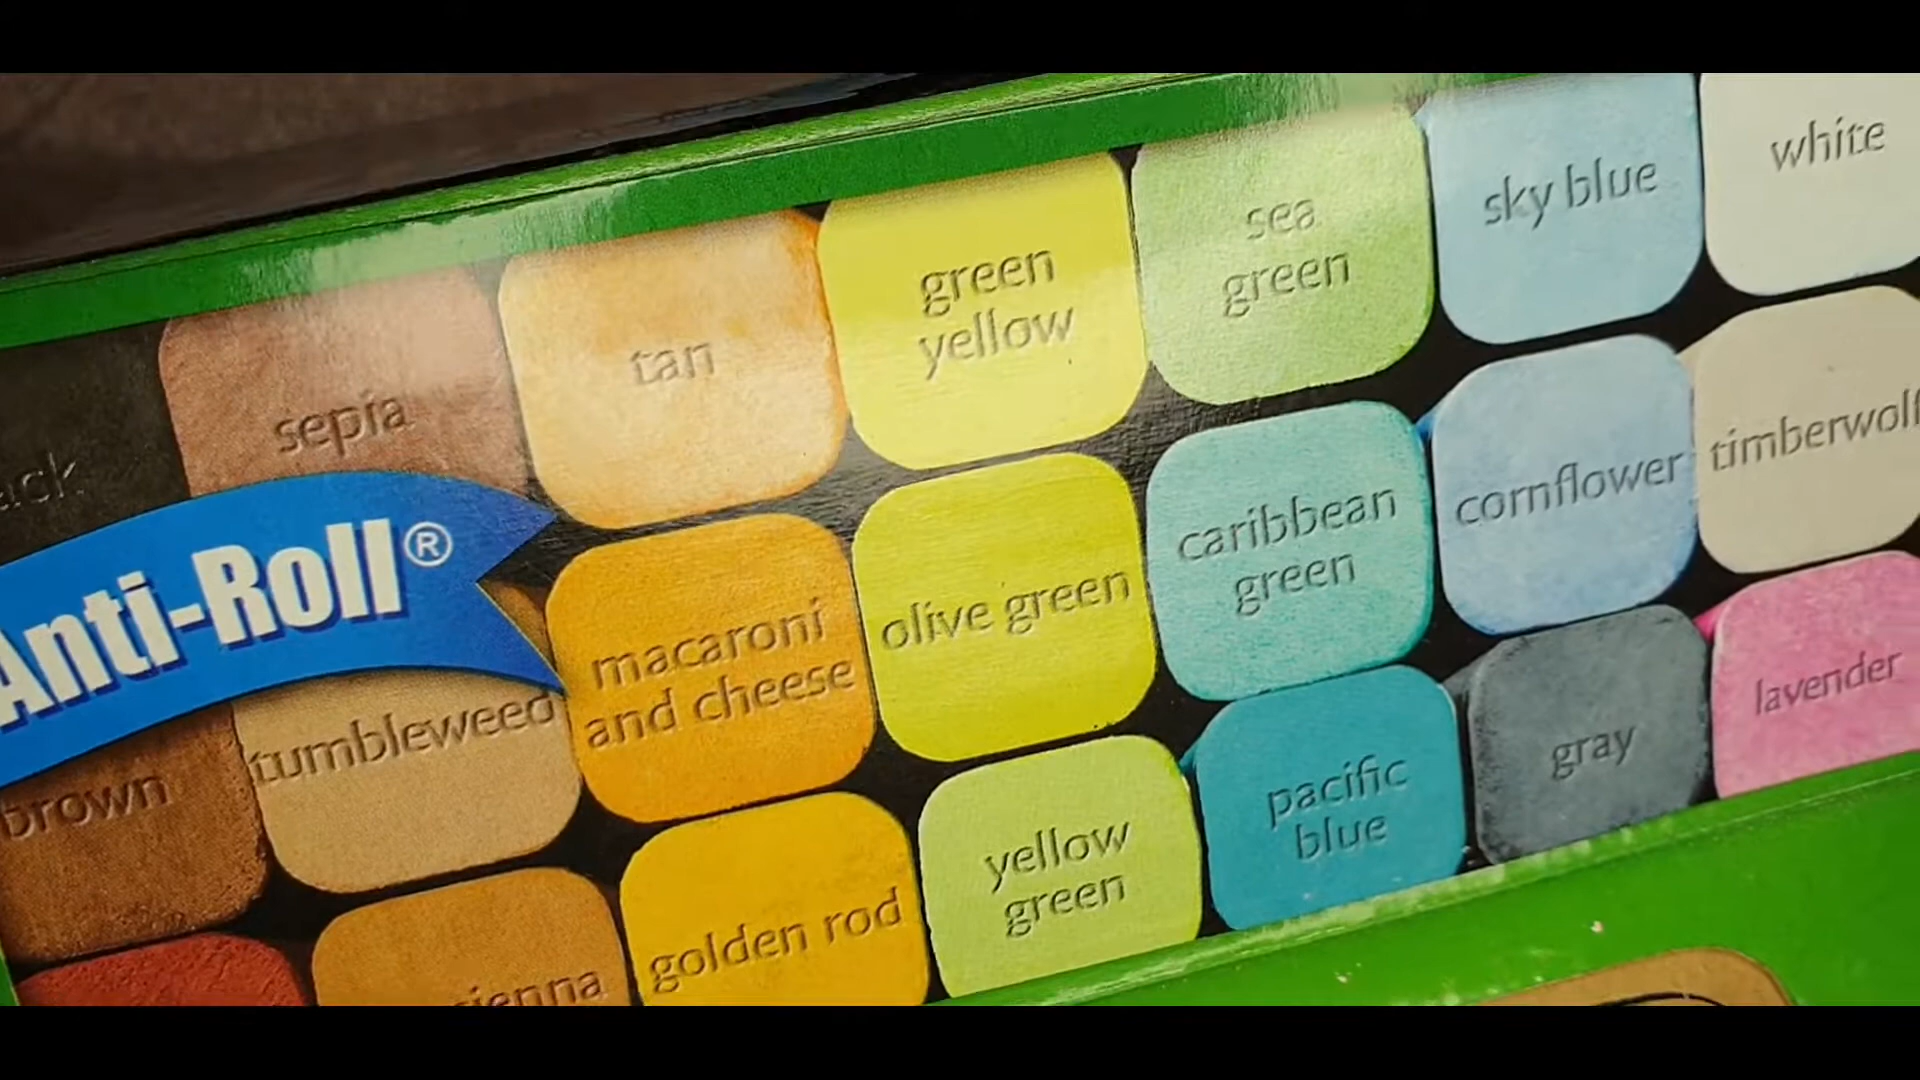 white
sky blue
sea
green
green
yellow
tan
sepia
timberwolf
cornflower
caribbean
green
olive green
macaroni
and cheese
Anti-Roll®
tumbleweed
brown
lavender
gray
pacific
blue
yellow
green
golden rod